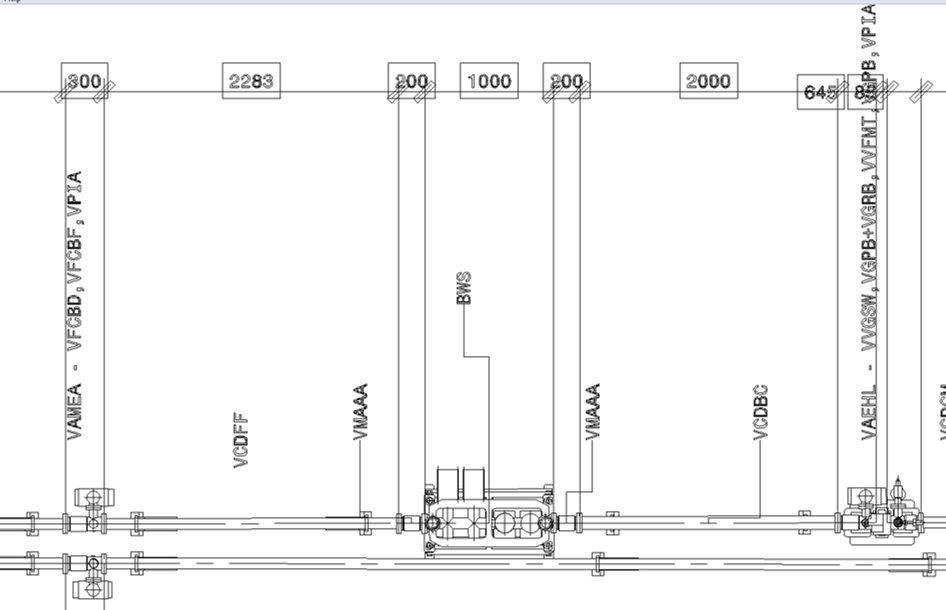 300
2283
200
1000
200
2000
VAMEA - VFCBD,VFCBF,VPIA
VCDFF
VMAAA
BWS
VMAAA
VCDBC
VAEHL - VVGSW,VGPB+VGRB,VVFMT,VGPB,VPIA